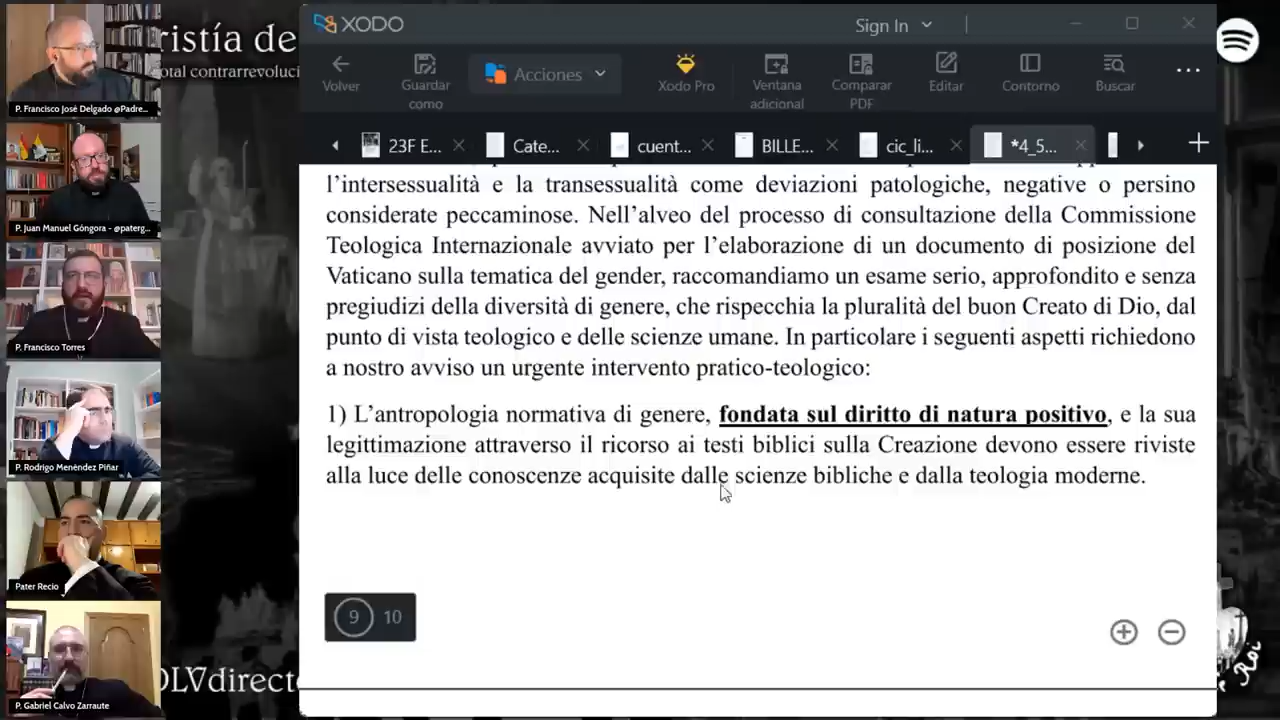 ristía de
total contrarrevoluci
P. Francisco José Delgado @Padre...
P. Juan Manuel Góngora - @paterg...
P. Francisco Torres
P. Rodrigo Menéndez Piñar
Pater Recio
P. Gabriel Calvo Zarraute
DLVdirect
XODO
Sign In
Volver
Guardar como
Acciones
Xodo Pro
Ventana adicional
Comparar PDF
Editar
Contorno
Buscar
23F E...
Cate...
cuent...
BILLE...
cic_li...
*4_5...
l’intersessualità e la transessualità come deviazioni patologiche, negative o persino
considerate peccaminose. Nell’alveo del processo di consultazione della Commissione
Teologica Internazionale avviato per l’elaborazione di un documento di posizione del
Vaticano sulla tematica del gender, raccomandiamo un esame serio, approfondito e senza
pregiudizi della diversità di genere, che rispecchia la pluralità del buon Creato di Dio, dal
punto di vista teologico e delle scienze umane. In particolare i seguenti aspetti richiedono
a nostro avviso un urgente intervento pratico-teologico:
1) L’antropologia normativa di genere, fondata sul diritto di natura positivo, e la sua
legittimazione attraverso il ricorso ai testi biblici sulla Creazione devono essere riviste
alla luce delle conoscenze acquisite dalle scienze bibliche e dalla teologia moderne.
9 10
Roi